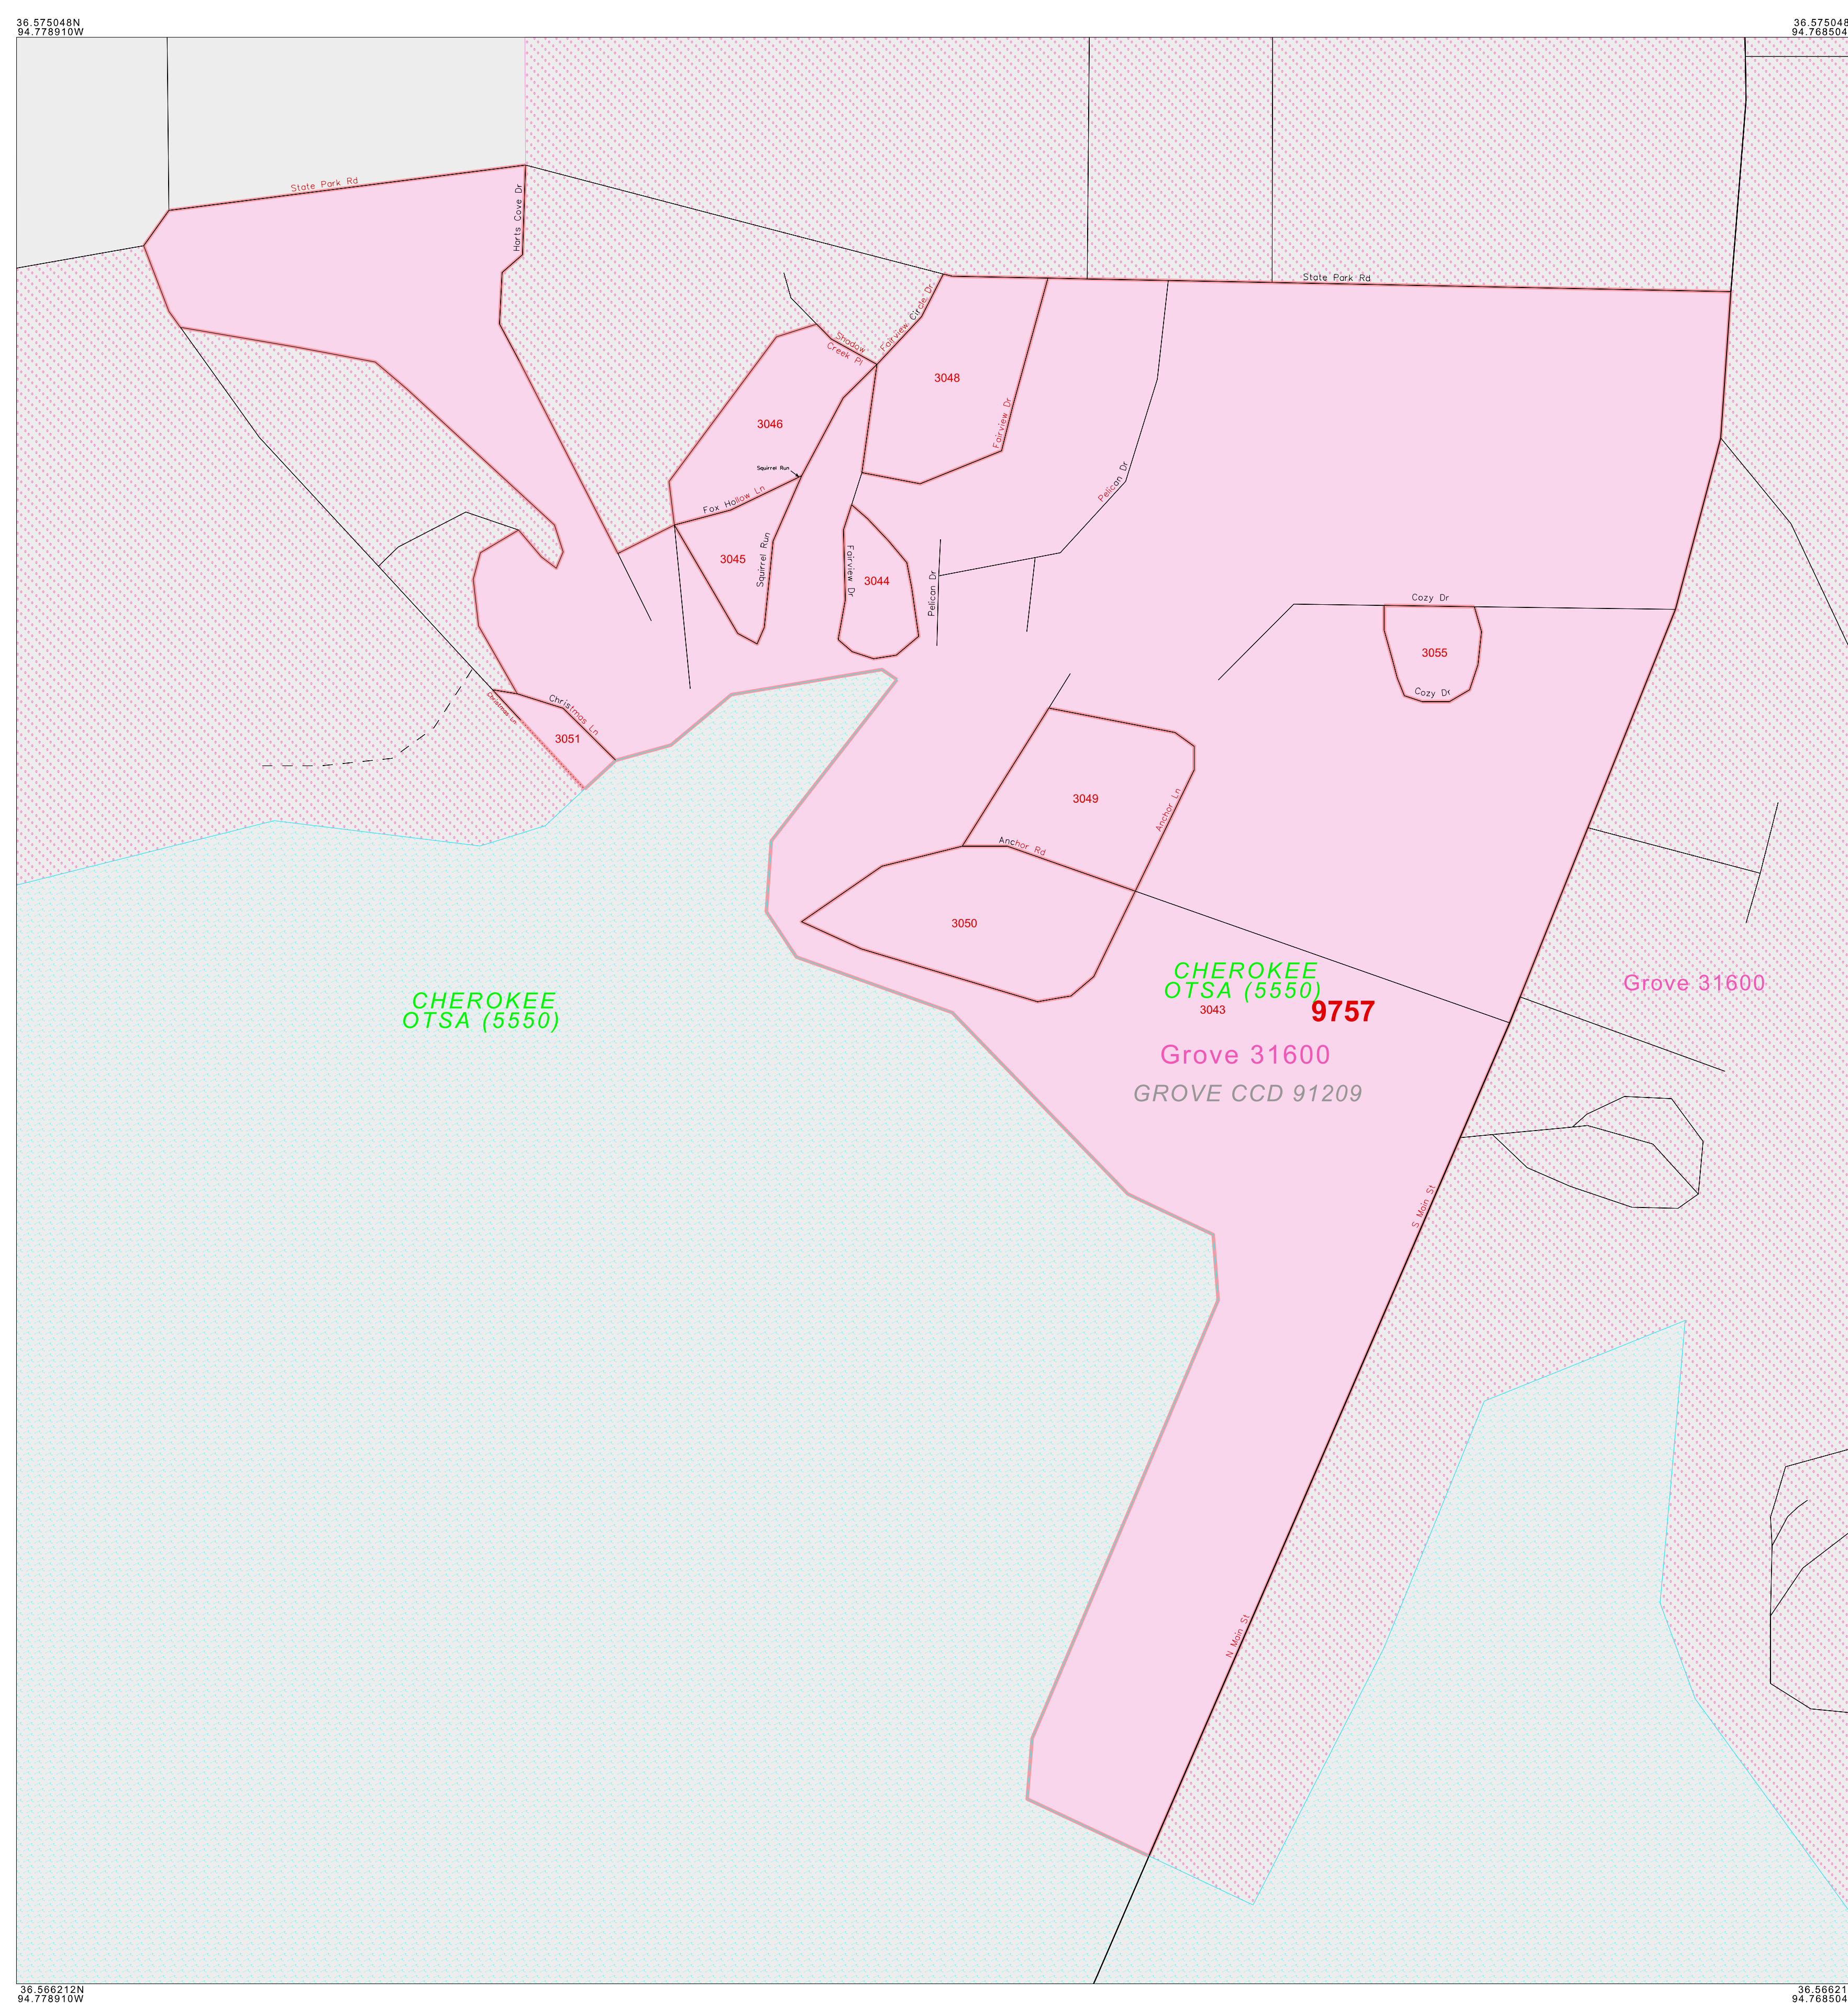 36.575048N
94.778910W
36.575048
94.768504
State Park Rd
Harts Cove Dr
State Park Rd
Fairview Circle Dr
Shadow
Creek Pl
3048
3046
Fairview Dr
Squirrel Run
Pelican Dr
Fox Hollow Ln
3045
Squirrel Run
Fairview Dr
3044
Pelican Dr
Cozy Dr
3055
Cozy Dr
Christmas Ln
Christmas Ln
3051
3049
Anchor Ln
Anchor Rd
3050
CHEROKEE
OTSA (5550)
CHEROKEE
OTSA (5550)
3043
9757
Grove 31600
Grove 31600
GROVE CCD 91209
S Main St
N Main St
36.566212N
94.778910W
36.56621
94.768504